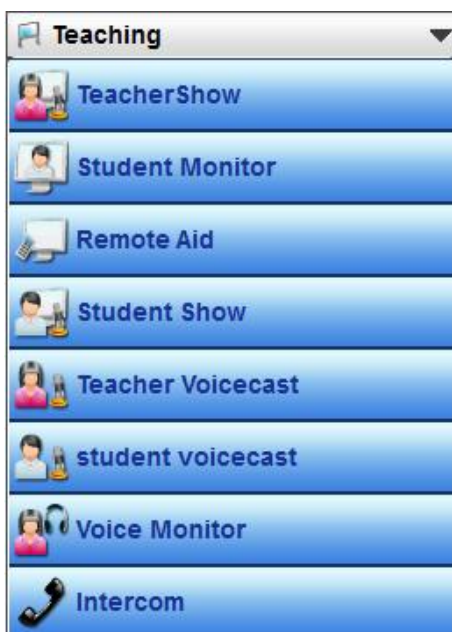 Teaching
TeacherShow
Student Monitor
Remote Aid
Student Show
Teacher Voicecast
student voicecast
Voice Monitor
Intercom